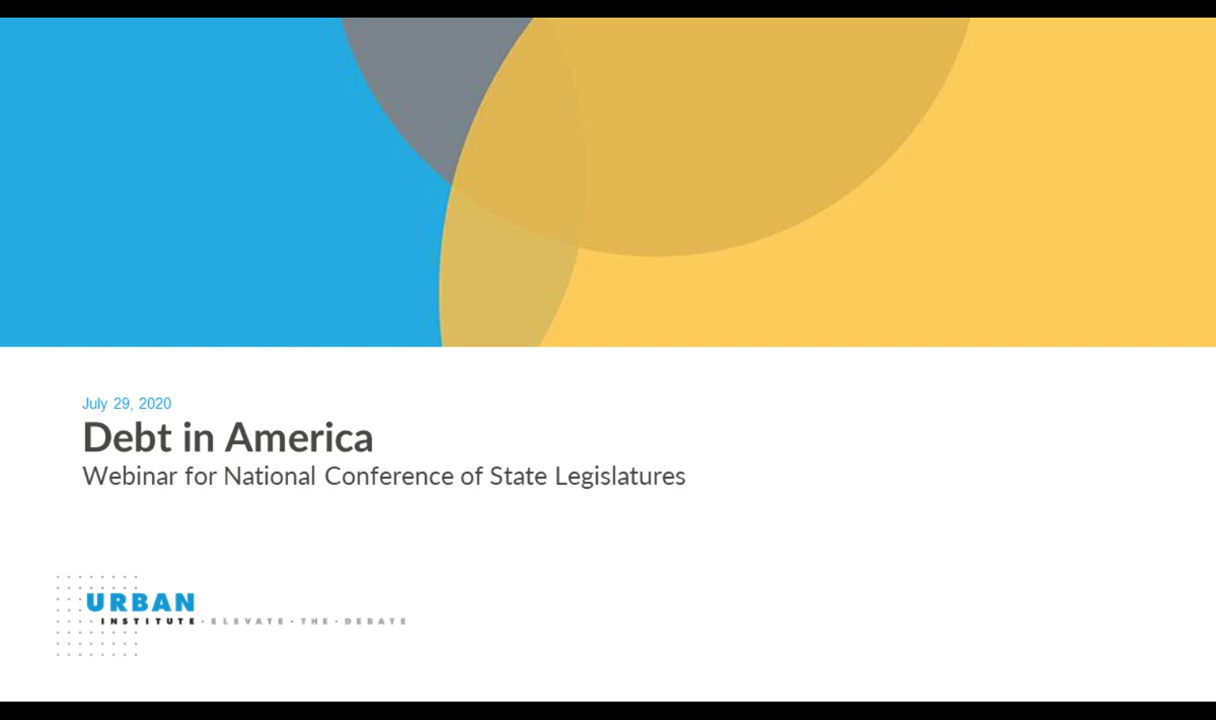 July 29, 2020
Debt in America
Webinar for National Conference of State Legislatures
URBAN
INSTITUTE · ELEVATE · THE · DEBATE